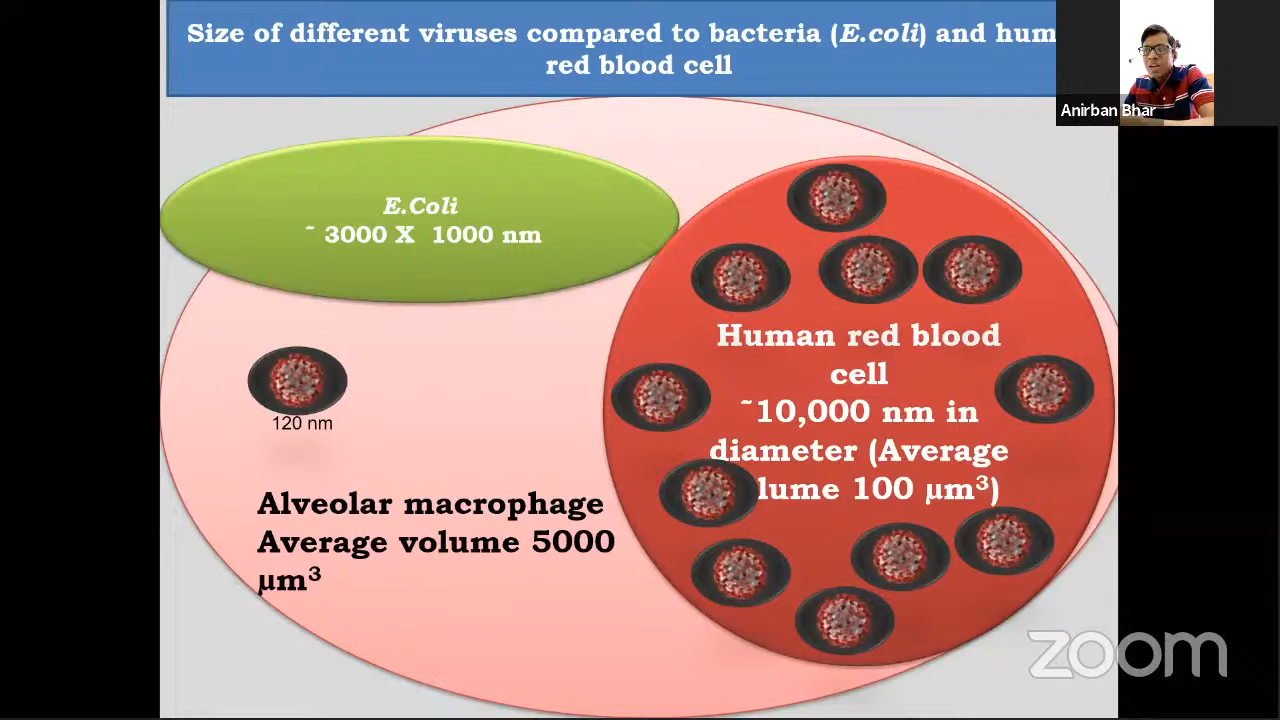 Size of different viruses compared to bacteria (E.coli) and hum
red blood cell
Anirban Bhar
E.Coli
~ 3000 X 1000 nm
Human red blood
cell
~10,000 nm in
diameter (Average
lume 100 µm³)
120 nm
Alveolar macrophage
Average volume 5000
µm³
zoom